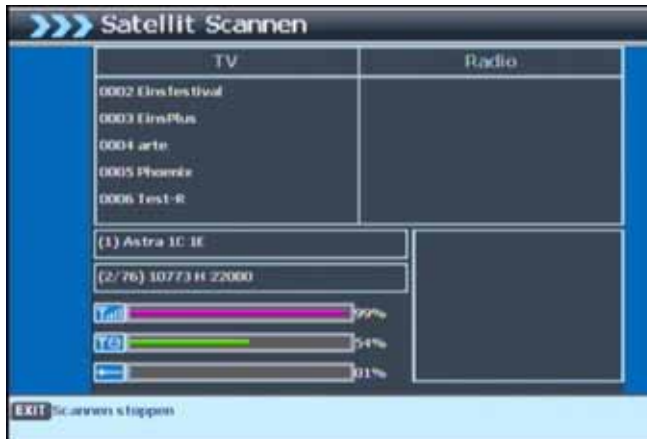 Satellit Scannen
TV
Radio
0002 Einsfestival
0003 EinsPlus
0004 arte
0005 Phoenix
0006 Test-R
(1) Astra 1C 1E
(2/76) 10773 H 22000
99%
54%
01%
EXIT Scannen stoppen